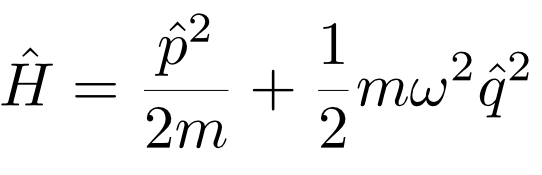 Ĥ = p̂²/2m + 1/2 mω²q̂²